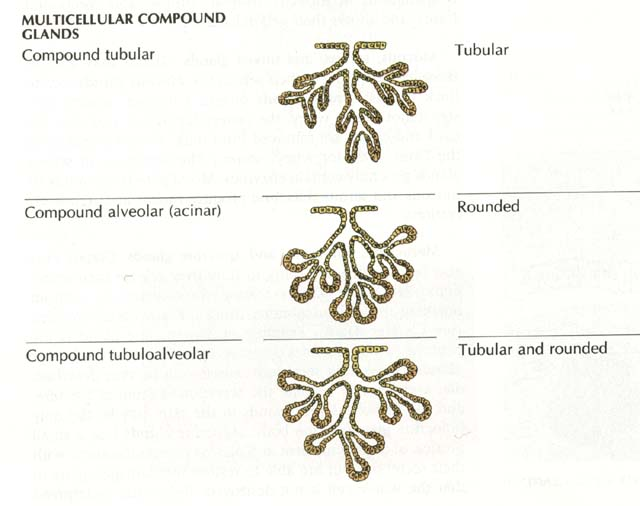 MULTICELLULAR COMPOUND
GLANDS
Compound tubular
Tubular
Compound alveolar (acinar)
Rounded
Compound tubuloalveolar
Tubular and rounded